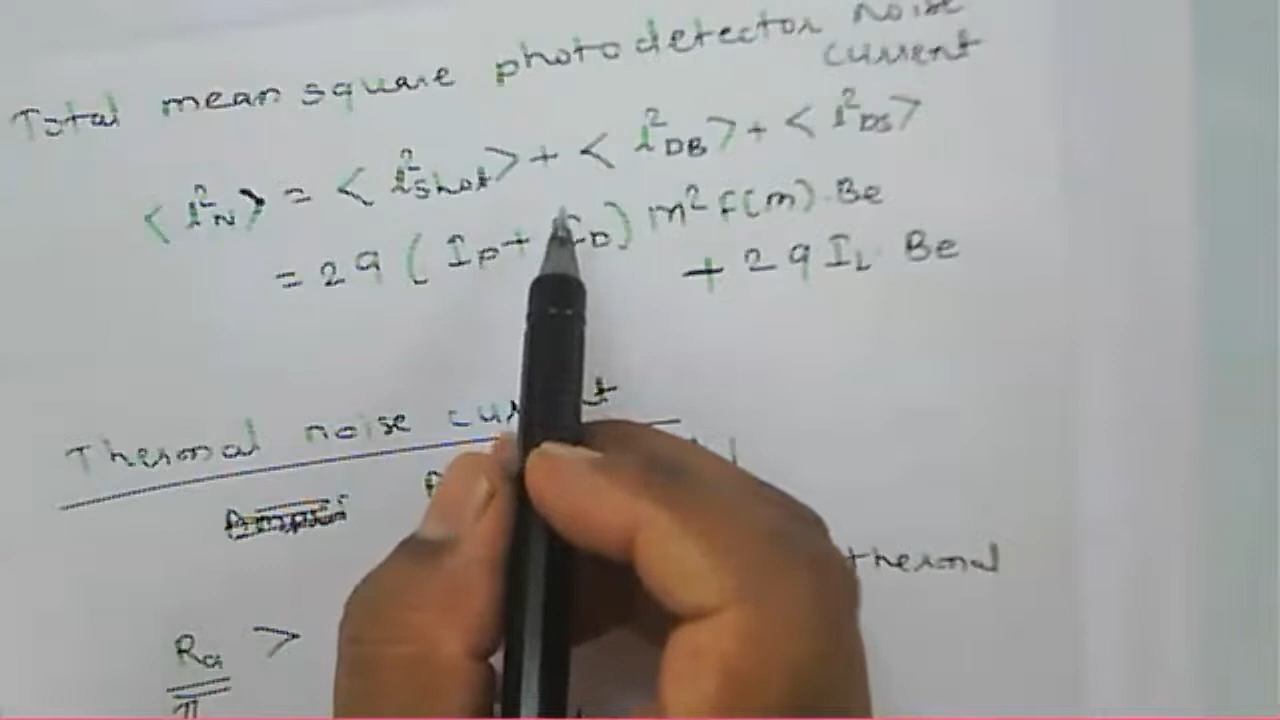 Total mean square photodetector noise
current
< i²N > = < i²Shot > + < i²DB > + < i²DS >
= 2q ( IP + ID ) m² F(m) . Be
+ 2q IL Be
Thermal noise
thermal
Ra >
π